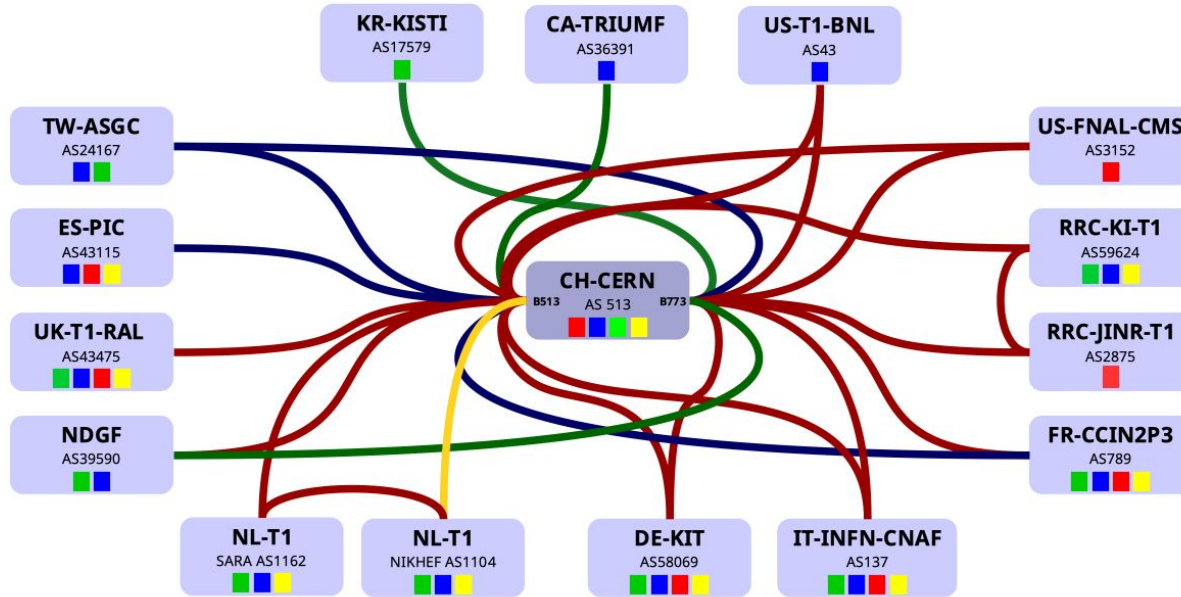 KR-KISTI
AS17579
CA-TRIUMF
AS36391
US-T1-BNL
AS43
TW-ASGC
AS24167
US-FNAL-CMS
AS3152
ES-PIC
AS43115
RRC-KI-T1
AS59624
CH-CERN
AS 513
B513
B773
UK-T1-RAL
AS43475
RRC-JINR-T1
AS2875
NDGF
AS39590
FR-CCIN2P3
AS789
NL-T1
SARA AS1162
NL-T1
NIKHEF AS1104
DE-KIT
AS58069
IT-INFN-CNAF
AS137